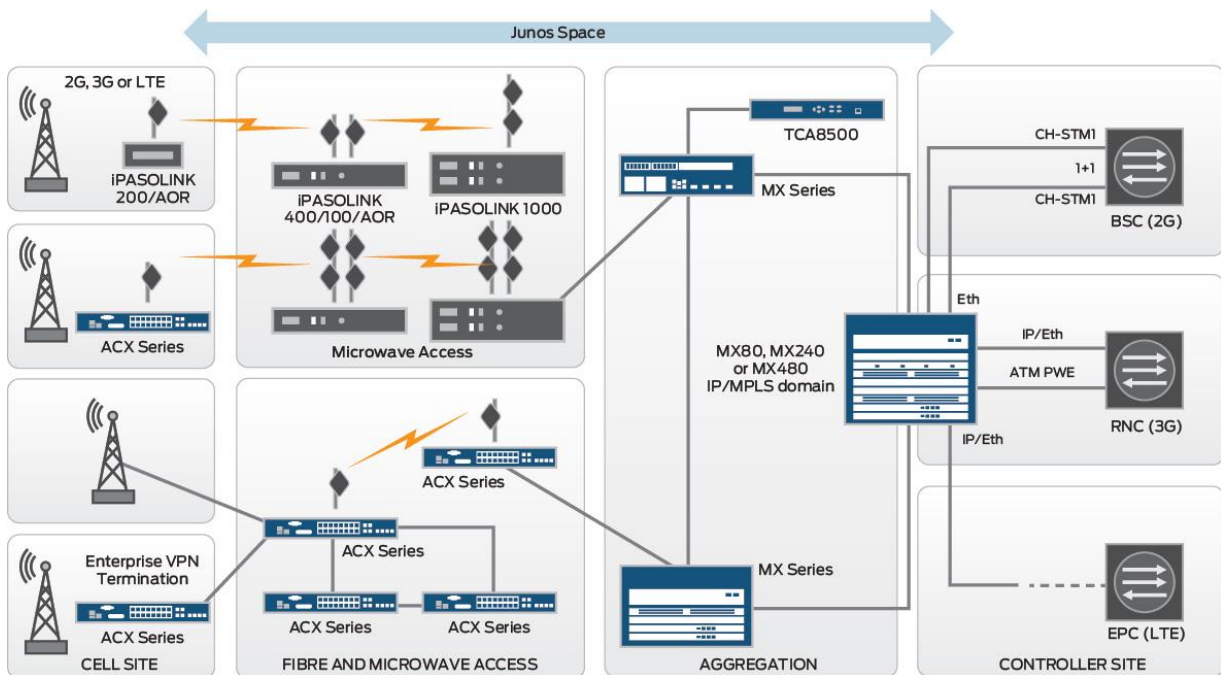 Junos Space
2G, 3G or LTE
iPASOLINK
200/AOR
ACX Series
Enterprise VPN
Termination
ACX Series
CELL SITE
iPASOLINK
400/100/AOR
iPASOLINK 1000
Microwave Access
ACX Series
ACX Series
ACX Series
ACX Series
FIBRE AND MICROWAVE ACCESS
TCA8500
MX Series
MX80, MX240
or MX480
IP/MPLS domain
MX Series
AGGREGATION
CH-STM1
1+1
CH-STM1
BSC (2G)
Eth
IP/Eth
ATM PWE
RNC (3G)
IP/Eth
EPC (LTE)
CONTROLLER SITE